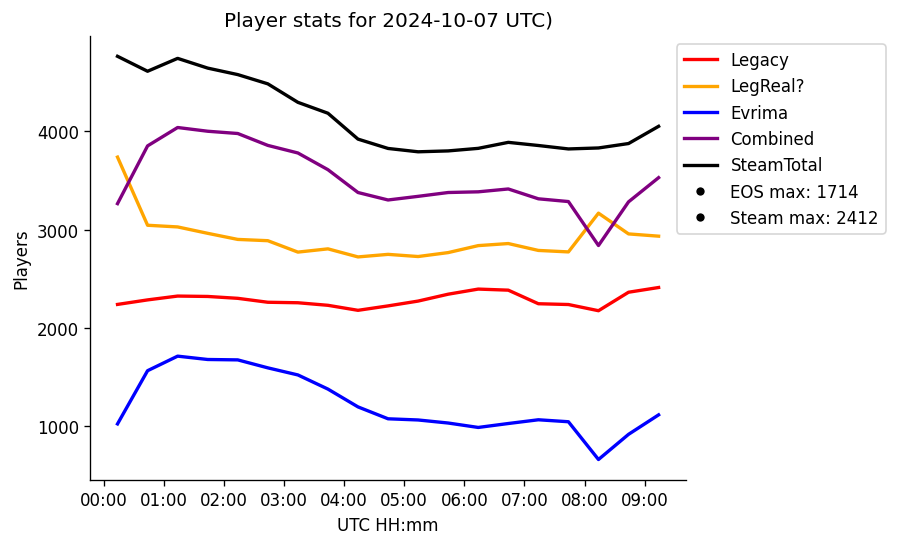 Player stats for 2024-10-07 UTC)
Legacy
LegReal?
Evrima
Combined
SteamTotal
EOS max: 1714
Steam max: 2412
Players
4000
3000
2000
1000
00:00 01:00 02:00 03:00 04:00 05:00 06:00 07:00 08:00 09:00
UTC HH:mm